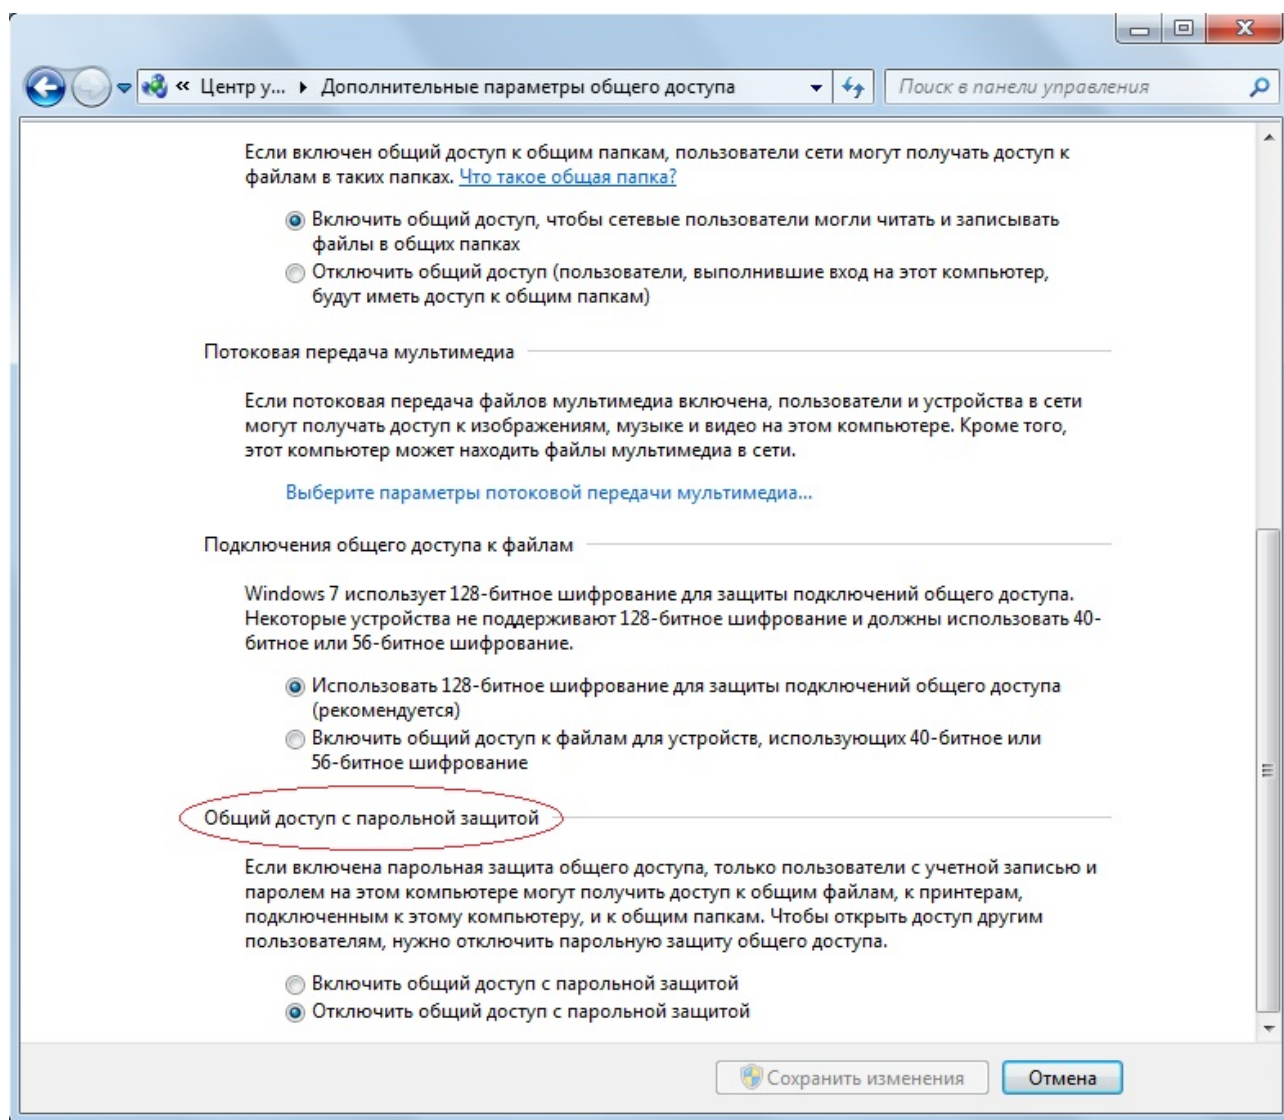 « Центр у... Дополнительные параметры общего доступа Поиск в панели управления
Если включен общий доступ к общим папкам, пользователи сети могут получать доступ к
файлам в таких папках. Что такое общая папка?
Включить общий доступ, чтобы сетевые пользователи могли читать и записывать
файлы в общих папках
Отключить общий доступ (пользователи, выполнившие вход на этот компьютер,
будут иметь доступ к общим папкам)
Потоковая передача мультимедиа
Если потоковая передача файлов мультимедиа включена, пользователи и устройства в сети
могут получать доступ к изображениям, музыке и видео на этом компьютере. Кроме того,
этот компьютер может находить файлы мультимедиа в сети.
Выберите параметры потоковой передачи мультимедиа...
Подключения общего доступа к файлам
Windows 7 использует 128-битное шифрование для защиты подключений общего доступа.
Некоторые устройства не поддерживают 128-битное шифрование и должны использовать 40-
битное или 56-битное шифрование.
Использовать 128-битное шифрование для защиты подключений общего доступа
(рекомендуется)
Включить общий доступ к файлам для устройств, использующих 40-битное или
56-битное шифрование
Общий доступ с парольной защитой
Если включена парольная защита общего доступа, только пользователи с учетной записью и
паролем на этом компьютере могут получить доступ к общим файлам, к принтерам,
подключенным к этому компьютеру, и к общим папкам. Чтобы открыть доступ другим
пользователям, нужно отключить парольную защиту общего доступа.
Включить общий доступ с парольной защитой
Отключить общий доступ с парольной защитой
Сохранить изменения Отмена